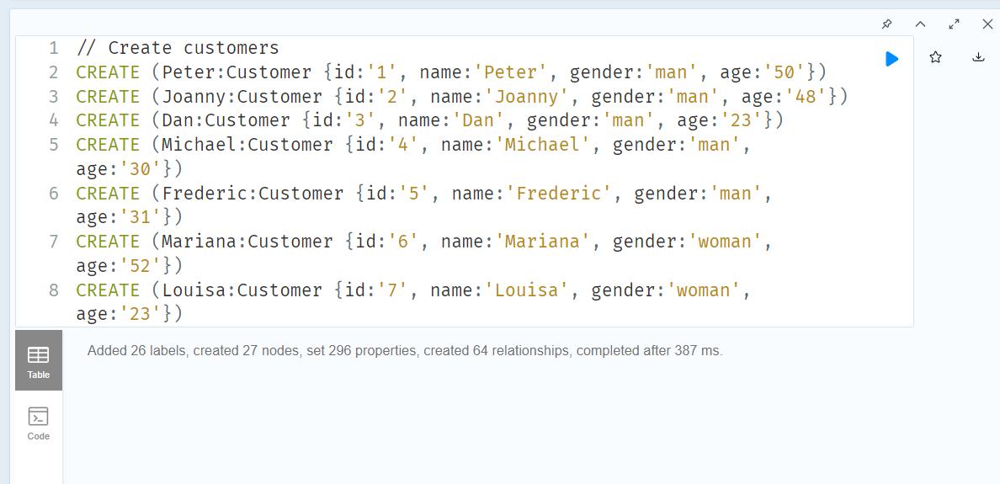 1 // Create customers
2 CREATE (Peter:Customer {id:'1', name:'Peter', gender:'man', age:'50'})
3 CREATE (Joanny:Customer {id:'2', name:'Joanny', gender:'man', age:'48'})
4 CREATE (Dan:Customer {id:'3', name:'Dan', gender:'man', age:'23'})
5 CREATE (Michael:Customer {id:'4', name:'Michael', gender:'man',
age:'30'})
6 CREATE (Frederic:Customer {id:'5', name:'Frederic', gender:'man',
age:'31'})
7 CREATE (Mariana:Customer {id:'6', name:'Mariana', gender:'woman',
age:'52'})
8 CREATE (Louisa:Customer {id:'7', name:'Louisa', gender:'woman',
age:'23'})
Added 26 labels, created 27 nodes, set 296 properties, created 64 relationships, completed after 387 ms.
Table
Code